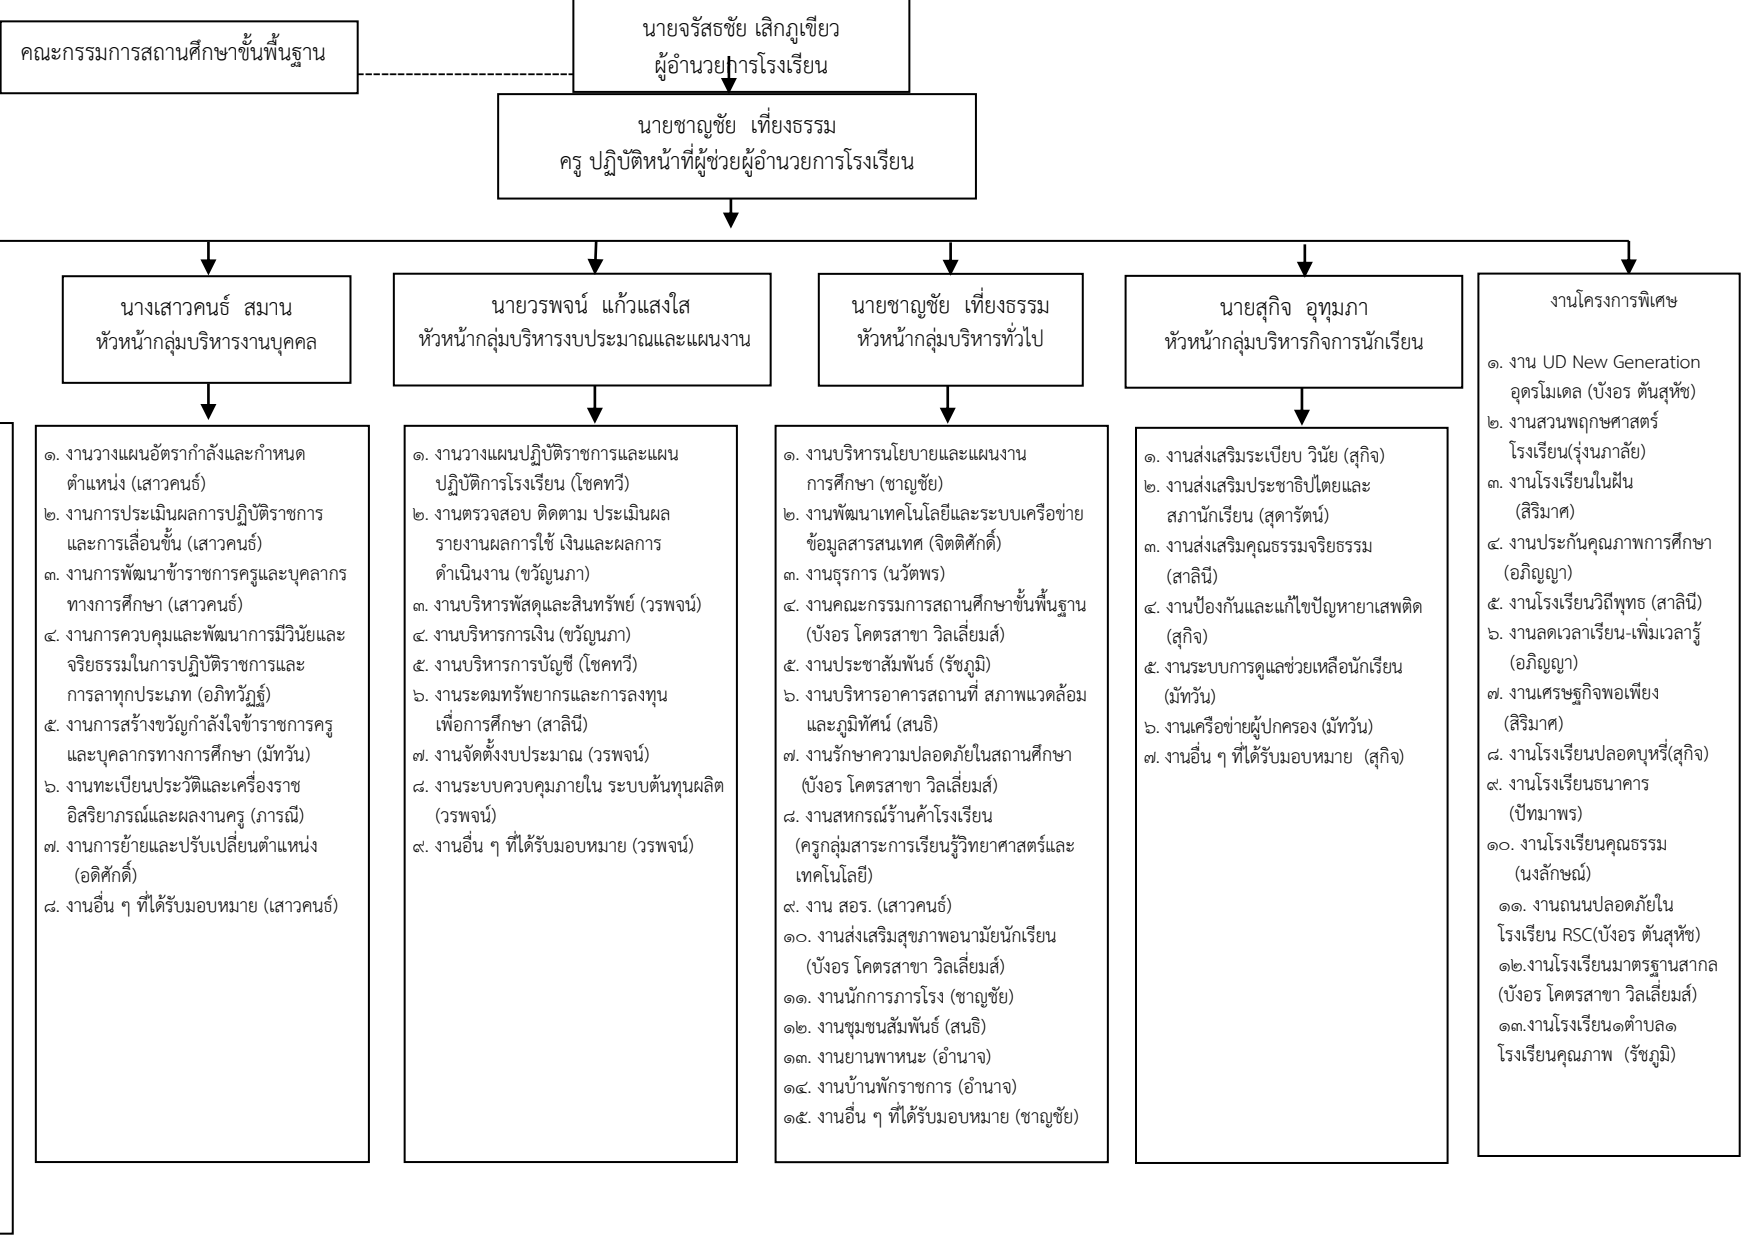 คณะกรรมการสถานศึกษาขั้นพื้นฐาน
นายจรัสธชัย เสิกภูเขียว
ผู้อำนวยการโรงเรียน
นายชาญชัย เที่ยงธรรม
ครู ปฏิบัติหน้าที่ผู้ช่วยผู้อำนวยการโรงเรียน
นางเสาวคนธ์ สมาน
หัวหน้ากลุ่มบริหารงานบุคคล
๑. งานวางแผนอัตรากำลังและกำหนด
ตำแหน่ง (เสาวคนธ์)
๒. งานการประเมินผลการปฏิบัติราชการ
และการเลื่อนขั้น (เสาวคนธ์)
๓. งานการพัฒนาข้าราชการครูและบุคลากร
ทางการศึกษา (เสาวคนธ์)
๔. งานการควบคุมและพัฒนาการมีวินัยและ
จริยธรรมในการปฏิบัติราชการและ
การลาทุกประเภท (อภิทวัฏฐ์)
๕. งานการสร้างขวัญกำลังใจข้าราชการครู
และบุคลากรทางการศึกษา (มัทวัน)
๖. งานทะเบียนประวัติและเครื่องราช
อิสริยาภรณ์และผลงานครู (ภารณี)
๗. งานการย้ายและปรับเปลี่ยนตำแหน่ง
(อดิศักดิ์)
๘. งานอื่น ๆ ที่ได้รับมอบหมาย (เสาวคนธ์)
นายวรพจน์ แก้วแสงใส
หัวหน้ากลุ่มบริหารงบประมาณและแผนงาน
๑. งานวางแผนปฏิบัติราชการและแผน
ปฏิบัติการโรงเรียน (โชคทวี)
๒. งานตรวจสอบ ติดตาม ประเมินผล
รายงานผลการใช้ เงินและผลการ
ดำเนินงาน (ขวัญนภา)
๓. งานบริหารพัสดุและสินทรัพย์ (วรพจน์)
๔. งานบริหารการเงิน (ขวัญนภา)
๕. งานบริหารการบัญชี (โชคทวี)
๖. งานระดมทรัพยากรและการลงทุน
เพื่อการศึกษา (สาลินี)
๗. งานจัดตั้งงบประมาณ (วรพจน์)
๘. งานระบบควบคุมภายใน ระบบต้นทุนผลิต
(วรพจน์)
๙. งานอื่น ๆ ที่ได้รับมอบหมาย (วรพจน์)
นายชาญชัย เที่ยงธรรม
หัวหน้ากลุ่มบริหารทั่วไป
๑. งานบริหารนโยบายและแผนงาน
การศึกษา (ชาญชัย)
๒. งานพัฒนาเทคโนโลยีและระบบเครือข่าย
ข้อมูลสารสนเทศ (จิตติศักดิ์)
๓. งานธุรการ (นวัตพร)
๔. งานคณะกรรมการสถานศึกษาขั้นพื้นฐาน
(บังอร โคตรสาขา วิลเลี่ยมส์)
๕. งานประชาสัมพันธ์ (รัชภูมิ)
๖. งานบริหารอาคารสถานที่ สภาพแวดล้อม
และภูมิทัศน์ (สนธิ)
๗. งานรักษาความปลอดภัยในสถานศึกษา
(บังอร โคตรสาขา วิลเลี่ยมส์)
๘. งานสหกรณ์ร้านค้าโรงเรียน
(ครูกลุ่มสาระการเรียนรู้วิทยาศาสตร์และ
เทคโนโลยี)
๙. งาน สอร. (เสาวคนธ์)
๑๐. งานส่งเสริมสุขภาพอนามัยนักเรียน
(บังอร โคตรสาขา วิลเลี่ยมส์)
๑๑. งานนักการภารโรง (ชาญชัย)
๑๒. งานชุมชนสัมพันธ์ (สนธิ)
๑๓. งานยานพาหนะ (อำนาจ)
๑๔. งานบ้านพักราชการ (อำนาจ)
๑๕. งานอื่น ๆ ที่ได้รับมอบหมาย (ชาญชัย)
นายสุกิจ อุทุมภา
หัวหน้ากลุ่มบริหารกิจการนักเรียน
๑. งานส่งเสริมระเบียบ วินัย (สุกิจ)
๒. งานส่งเสริมประชาธิปไตยและ
สภานักเรียน (สุดารัตน์)
๓. งานส่งเสริมคุณธรรมจริยธรรม
(สาลินี)
๔. งานป้องกันและแก้ไขปัญหายาเสพติด
(สุกิจ)
๕. งานระบบการดูแลช่วยเหลือนักเรียน
(มัทวัน)
๖. งานเครือข่ายผู้ปกครอง (มัทวัน)
๗. งานอื่น ๆ ที่ได้รับมอบหมาย (สุกิจ)
งานโครงการพิเศษ
๑. งาน UD New Generation
อุดรโมเดล (บังอร ตันสุหัช)
๒. งานสวนพฤกษศาสตร์
โรงเรียน(รุ่งนภาลัย)
๓. งานโรงเรียนในฝัน
(สิริมาศ)
๔. งานประกันคุณภาพการศึกษา
(อภิญญา)
๕. งานโรงเรียนวิถีพุทธ (สาลินี)
๖. งานลดเวลาเรียน-เพิ่มเวลารู้
(อภิญญา)
๗. งานเศรษฐกิจพอเพียง
(สิริมาศ)
๘. งานโรงเรียนปลอดบุหรี่(สุกิจ)
๙. งานโรงเรียนธนาคาร
(ปัทมาพร)
๑๐. งานโรงเรียนคุณธรรม
(นงลักษณ์)
๑๑. งานถนนปลอดภัยใน
โรงเรียน RSC(บังอร ตันสุหัช)
๑๒.งานโรงเรียนมาตรฐานสากล
(บังอร โคตรสาขา วิลเลี่ยมส์)
๑๓.งานโรงเรียน๑ตำบล๑
โรงเรียนคุณภาพ (รัชภูมิ)